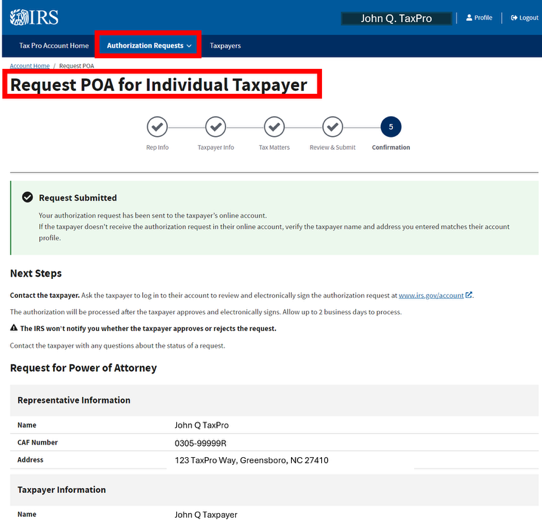 IRS
John Q. TaxPro
Profile
Logout
Tax Pro Account Home
Authorization Requests
Taxpayers
Account Home / Request POA
Request POA for Individual Taxpayer
5
Rep Info
Taxpayer Info
Tax Matters
Review & Submit
Confirmation
Request Submitted
Your authorization request has been sent to the taxpayer's online account.
If the taxpayer doesn't receive the authorization request in their online account, verify the taxpayer name and address you entered matches their account
profile.
Next Steps
Contact the taxpayer. Ask the taxpayer to log in to their account to review and electronically sign the authorization request at www.irs.gov/account.
The authorization will be processed after the taxpayer approves and electronically signs. Allow up to 2 business days to process.
The IRS won't notify you whether the taxpayer approves or rejects the request.
Contact the taxpayer with any questions about the status of a request.
Request for Power of Attorney
Representative Information
Name John Q TaxPro
CAF Number 0305-99999R
Address 123 TaxPro Way, Greensboro, NC 27410
Taxpayer Information
Name John Q Taxpayer